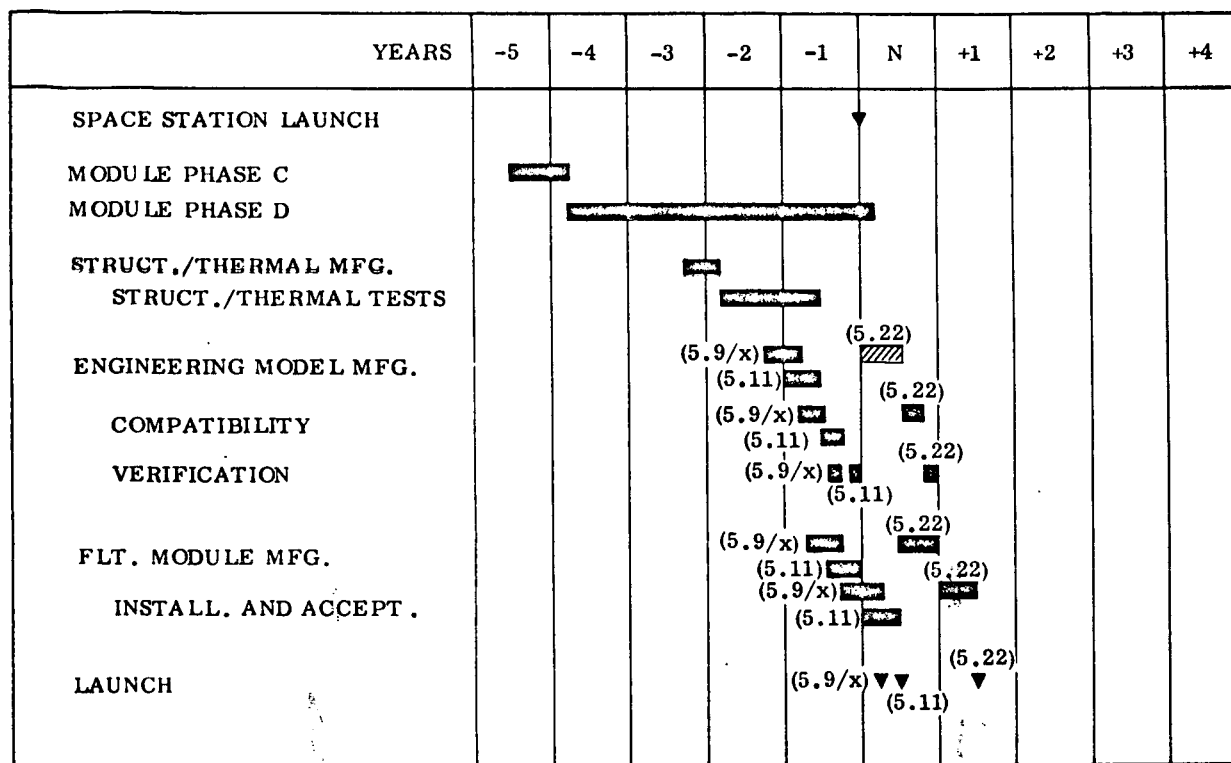 YEARS -5 -4 -3 -2 -1 N +1 +2 +3 +4
SPACE STATION LAUNCH
MODULE PHASE C
MODULE PHASE D
STRUCT./THERMAL MFG.
STRUCT./THERMAL TESTS
(5.22)
ENGINEERING MODEL MFG. (5.9/x)
(5.11)
(5.22)
COMPATIBILITY (5.9/x)
(5.11)
(5.22)
VERIFICATION (5.9/x)
(5.11)
(5.22)
FLT. MODULE MFG. (5.9/x)
(5.11) (5.22)
INSTALL. AND ACCEPT. (5.9/x)
(5.11)
(5.22)
LAUNCH (5.9/x)
(5.11)